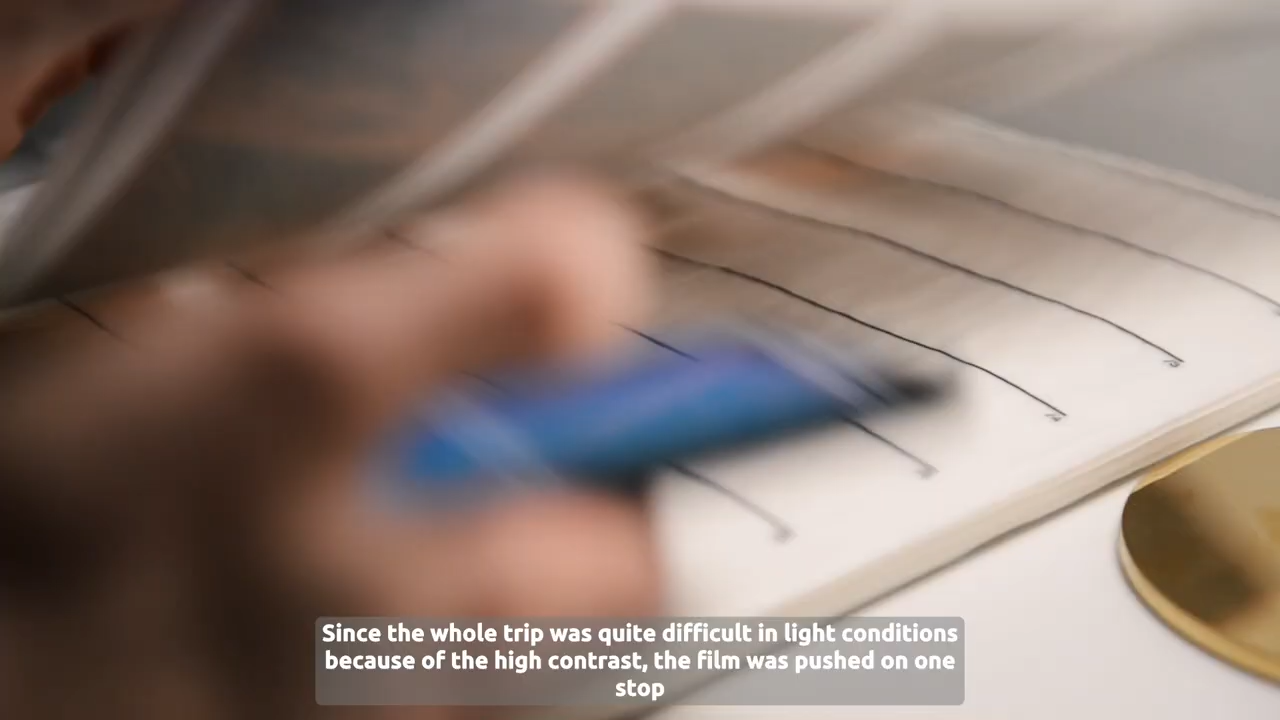 Since the whole trip was quite difficult in light conditions
because of the high contrast, the film was pushed on one
stop